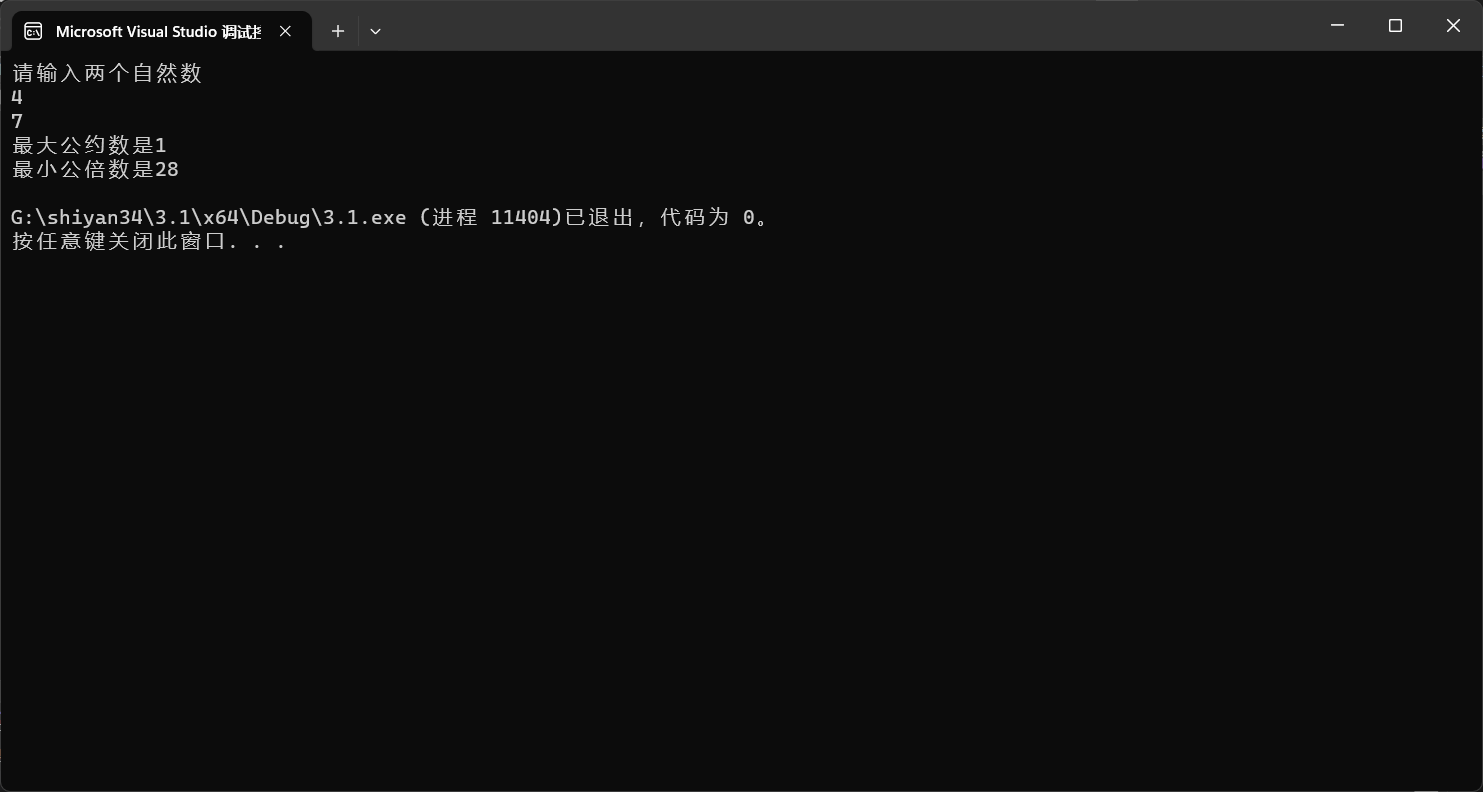 Microsoft Visual Studio 调试
请输入两个自然数
4
7
最大公约数是1
最小公倍数是28
G:\shiyan34\3.1\x64\Debug\3.1.exe (进程 11404)已退出，代码为 0。
按任意键关闭此窗口. . .